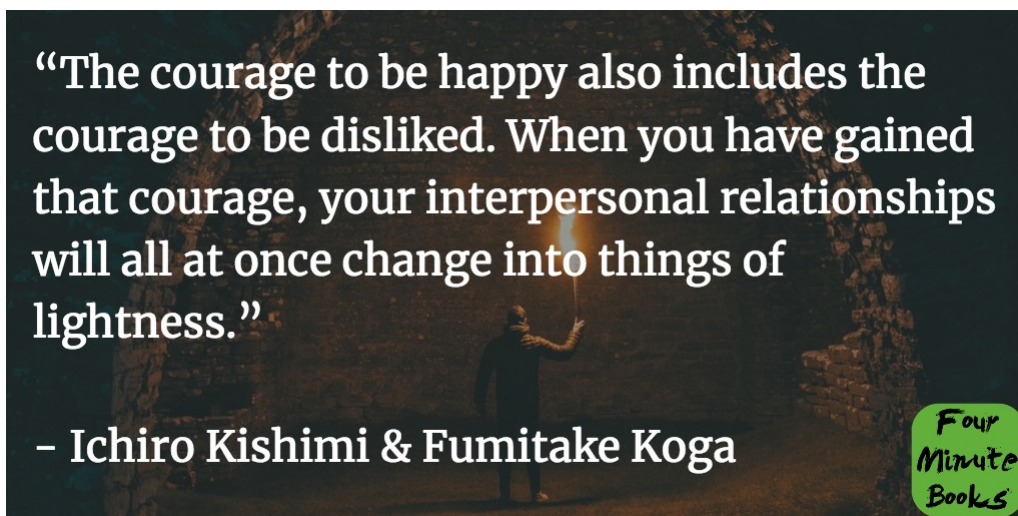 “The courage to be happy also includes the
courage to be disliked. When you have gained
that courage, your interpersonal relationships
will all at once change into things of
lightness.”
– Ichiro Kishimi & Fumitake Koga
Four
Minute
Books